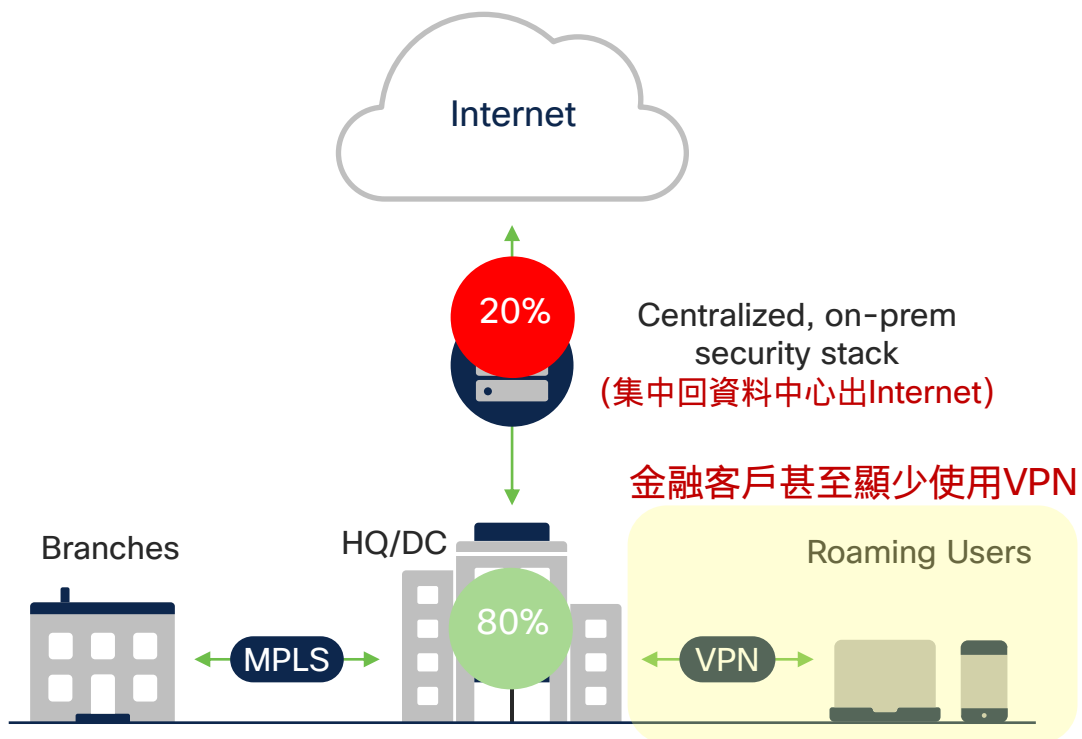 Internet
20%
Centralized, on-prem
security stack
(集中回資料中心出Internet)
金融客戶甚至顯少使用VPN
Branches
HQ/DC
Roaming Users
80%
MPLS
VPN